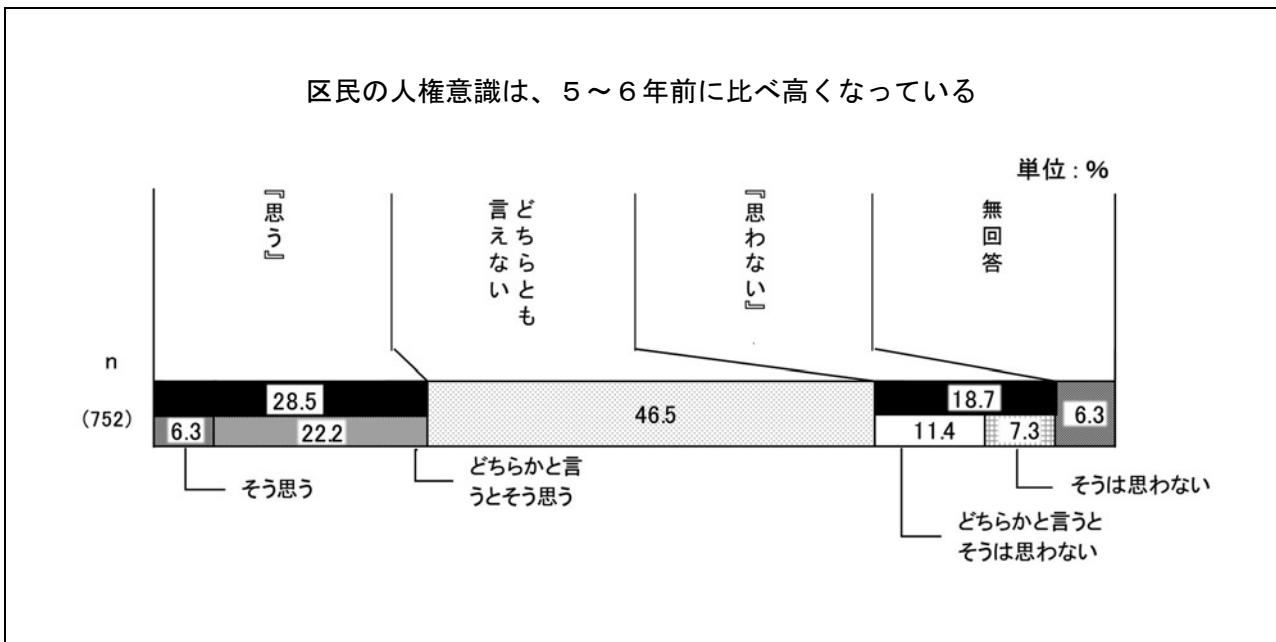 区民の人権意識は、５～６年前に比べ高くなっている
単位：％
『思う』
どちらとも
言えない
『思わない』
無回答
n
(752)
28.5
46.5
18.7
6.3
6.3
22.2
11.4
7.3
そう思う
どちらかと言
うとそう思う
そうは思わない
どちらかと言うと
そうは思わない